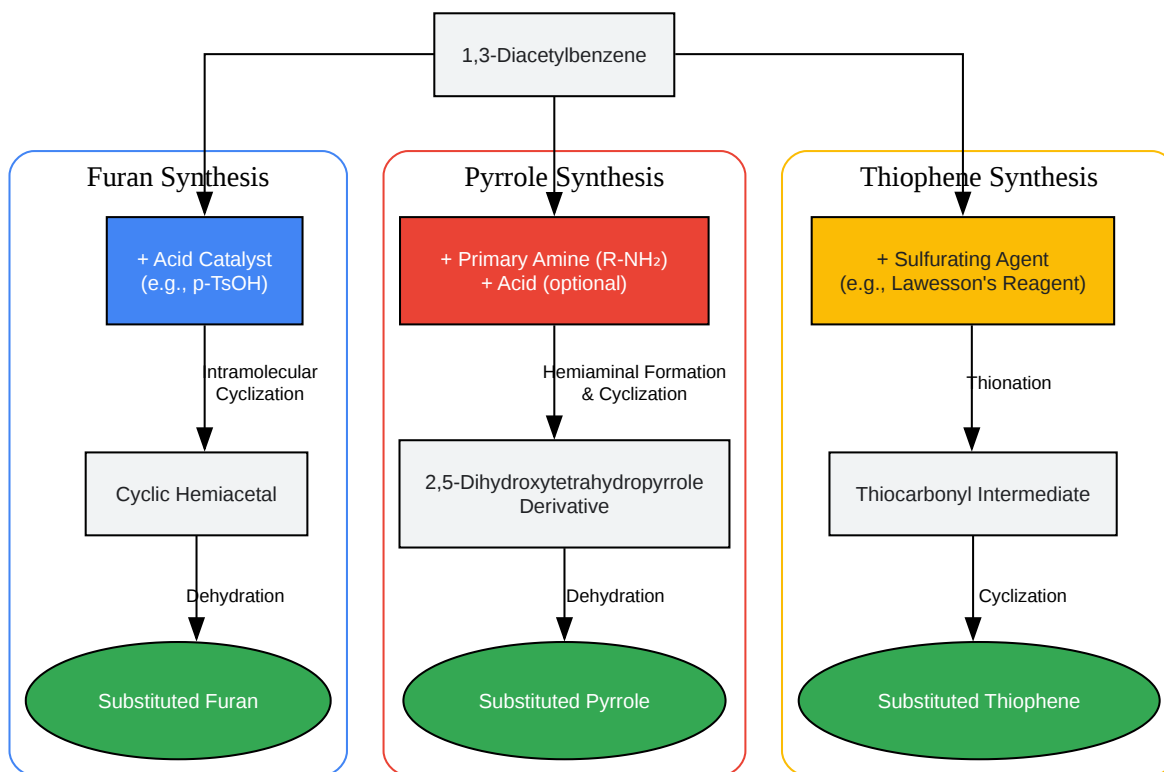 1,3-Diacetylbenzene
Furan Synthesis
+ Acid Catalyst
(e.g., p-TsOH)
Intramolecular
Cyclization
Cyclic Hemiacetal
Dehydration
Substituted Furan
Pyrrole Synthesis
+ Primary Amine (R-NH₂)
+ Acid (optional)
Hemiaminal Formation
& Cyclization
2,5-Dihydroxytetrahydropyrrole
Derivative
Dehydration
Substituted Pyrrole
Thiophene Synthesis
+ Sulfurating Agent
(e.g., Lawesson's Reagent)
Thionation
Thiocarbonyl Intermediate
Cyclization
Substituted Thiophene